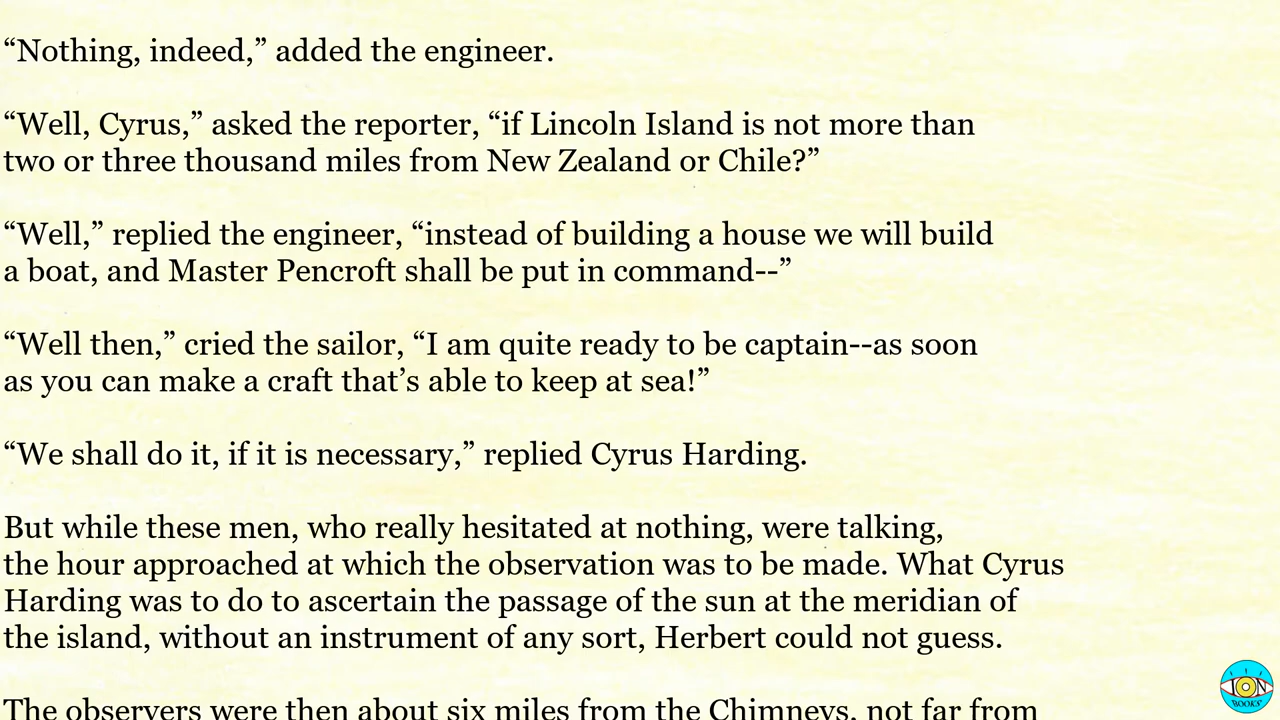 “Nothing, indeed,” added the engineer.
“Well, Cyrus,” asked the reporter, “if Lincoln Island is not more than
two or three thousand miles from New Zealand or Chile?”
“Well,” replied the engineer, “instead of building a house we will build
a boat, and Master Pencroft shall be put in command--”
“Well then,” cried the sailor, “I am quite ready to be captain--as soon
as you can make a craft that’s able to keep at sea!”
“We shall do it, if it is necessary,” replied Cyrus Harding.
But while these men, who really hesitated at nothing, were talking,
the hour approached at which the observation was to be made. What Cyrus
Harding was to do to ascertain the passage of the sun at the meridian of
the island, without an instrument of any sort, Herbert could not guess.
The observers were then about six miles from the Chimneys, not far from
ION
BOOKS